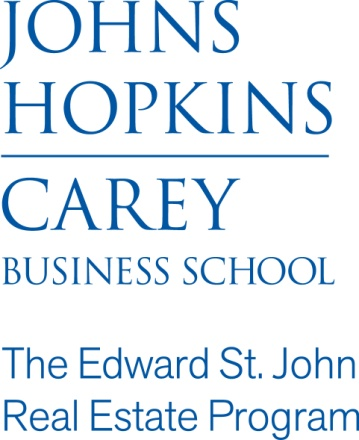 JOHNS
HOPKINS
CAREY
BUSINESS SCHOOL
The Edward St. John
Real Estate Program